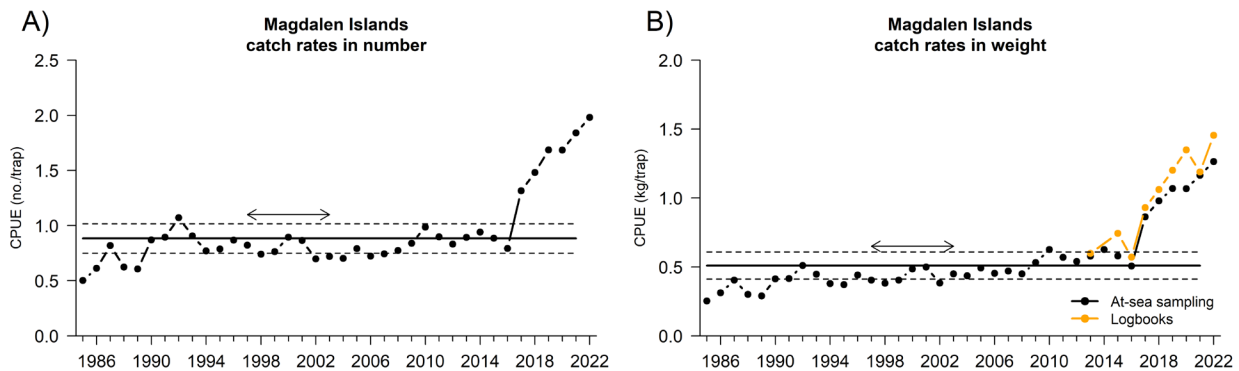 A)
Magdalen Islands
catch rates in number
CPUE (no./trap)
2.5
2.0
1.5
1.0
0.5
0.0
1986 1990 1994 1998 2002 2006 2010 2014 2018 2022
B)
Magdalen Islands
catch rates in weight
CPUE (kg/trap)
2.0
1.5
1.0
0.5
0.0
At-sea sampling
Logbooks
1986 1990 1994 1998 2002 2006 2010 2014 2018 2022